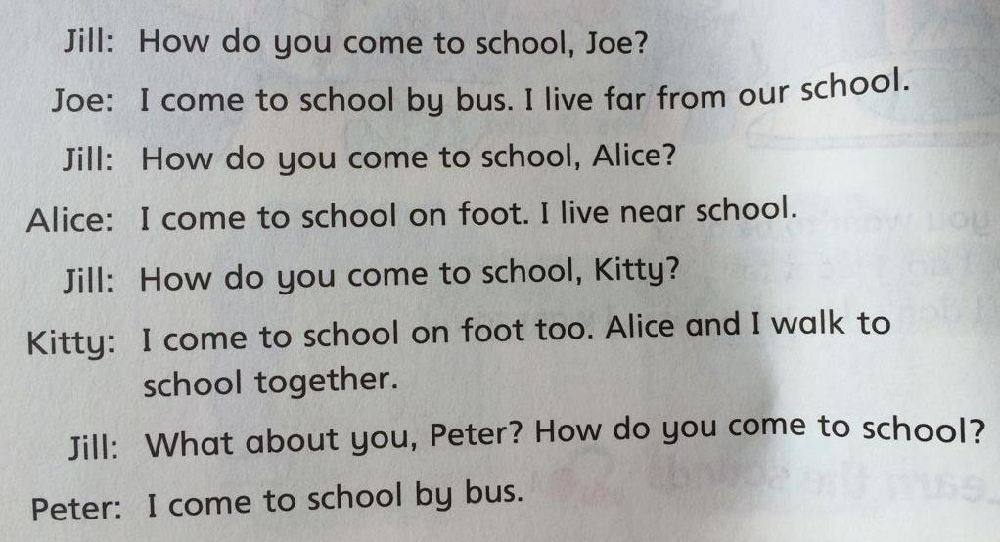 Jill: How do you come to school, Joe?
Joe: I come to school by bus. I live far from our school.
Jill: How do you come to school, Alice?
Alice: I come to school on foot. I live near school.
Jill: How do you come to school, Kitty?
Kitty: I come to school on foot too. Alice and I walk to
school together.
Jill: What about you, Peter? How do you come to school?
Peter: I come to school by bus.